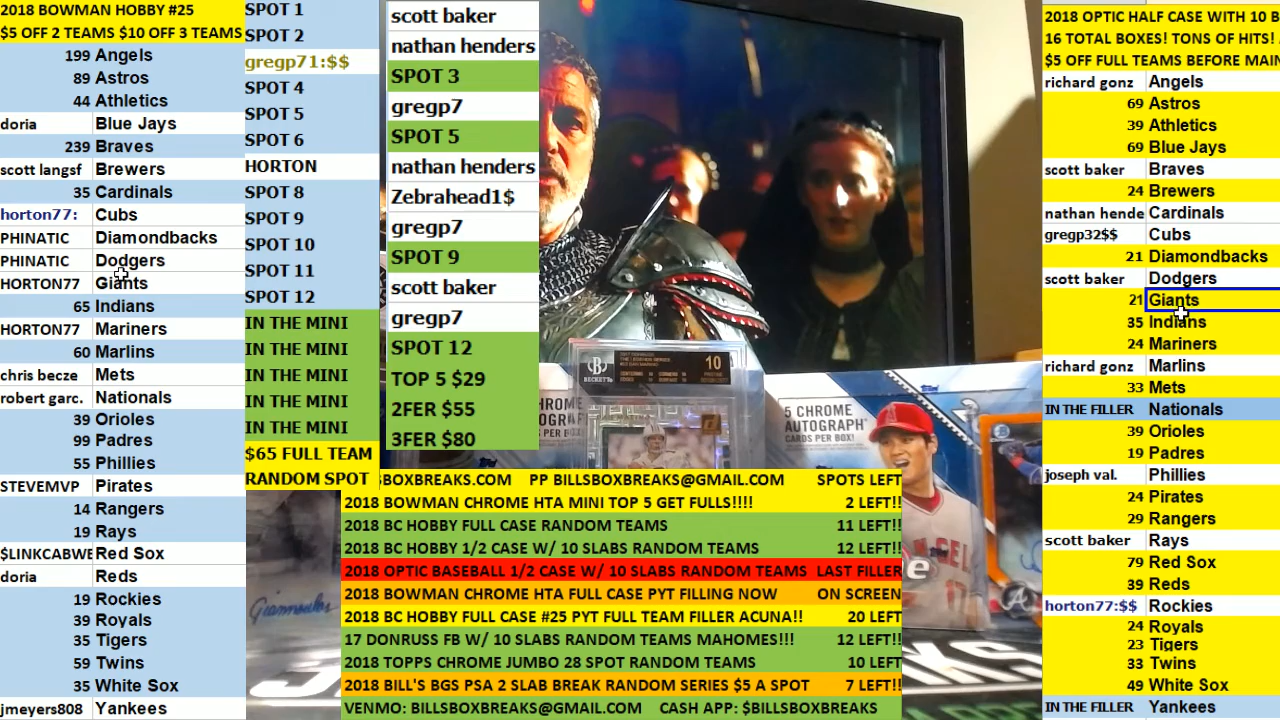 2018 BOWMAN HOBBY #25
$5 OFF 2 TEAMS $10 OFF 3 TEAMS
199 Angels
89 Astros
44 Athletics
doria Blue Jays
239 Braves
scott langsf Brewers
35 Cardinals
horton77: Cubs
PHINATIC Diamondbacks
PHINATIC Dodgers
HORTON77 Giants
65 Indians
HORTON77 Mariners
60 Marlins
chris becze Mets
robert garc. Nationals
39 Orioles
99 Padres
55 Phillies
STEVEMVP Pirates
14 Rangers
19 Rays
$LINKCABWE Red Sox
doria Reds
19 Rockies
39 Royals
35 Tigers
59 Twins
35 White Sox
jmeyers808 Yankees
SPOT 1
SPOT 2
gregp71:$$
SPOT 4
SPOT 5
SPOT 6
HORTON
SPOT 8
SPOT 9
SPOT 10
SPOT 11
SPOT 12
IN THE MINI
IN THE MINI
IN THE MINI
IN THE MINI
IN THE MINI
$65 FULL TEAM
RANDOM SPOT
scott baker
nathan henders
SPOT 3
gregp7
SPOT 5
nathan henders
Zebrahead1$
gregp7
SPOT 9
scott baker
gregp7
SPOT 12
TOP 5 $29
2FER $55
3FER $80
BECKETT
10
5 CHROME
AUTOGRAPH
CARDS PER BOX!
topps
SBOXBREAKS.COM PP BILLSBOXBREAKS@GMAIL.COM SPOTS LEFT
2018 BOWMAN CHROME HTA MINI TOP 5 GET FULLS!!!! 2 LEFT!!
2018 BC HOBBY FULL CASE RANDOM TEAMS 11 LEFT!!
2018 BC HOBBY 1/2 CASE W/ 10 SLABS RANDOM TEAMS 12 LEFT!!
2018 OPTIC BASEBALL 1/2 CASE W/ 10 SLABS RANDOM TEAMS LAST FILLER
2018 BOWMAN CHROME HTA FULL CASE PYT FILLING NOW ON SCREEN
2018 BC HOBBY FULL CASE #25 PYT FULL TEAM FILLER ACUNA!! 20 LEFT!!
17 DONRUSS FB W/ 10 SLABS RANDOM TEAMS MAHOMES!!! 12 LEFT!!
2018 TOPPS CHROME JUMBO 28 SPOT RANDOM TEAMS 10 LEFT
2018 BILL'S BGS PSA 2 SLAB BREAK RANDOM SERIES $5 A SPOT 7 LEFT!!
VENMO: BILLSBOXBREAKS@GMAIL.COM CASH APP: $BILLSBOXBREAKS
2018 OPTIC HALF CASE WITH 10 B
16 TOTAL BOXES! TONS OF HITS!
$5 OFF FULL TEAMS BEFORE MAIN
richard gonz Angels
69 Astros
39 Athletics
69 Blue Jays
scott baker Braves
24 Brewers
nathan hende Cardinals
gregp32$$ Cubs
21 Diamondbacks
scott baker Dodgers
21 Giants
35 Indians
24 Mariners
richard gonz Marlins
33 Mets
IN THE FILLER Nationals
39 Orioles
19 Padres
joseph val. Phillies
24 Pirates
29 Rangers
scott baker Rays
79 Red Sox
39 Reds
horton77:$$ Rockies
24 Royals
23 Tigers
33 Twins
49 White Sox
IN THE FILLER Yankees